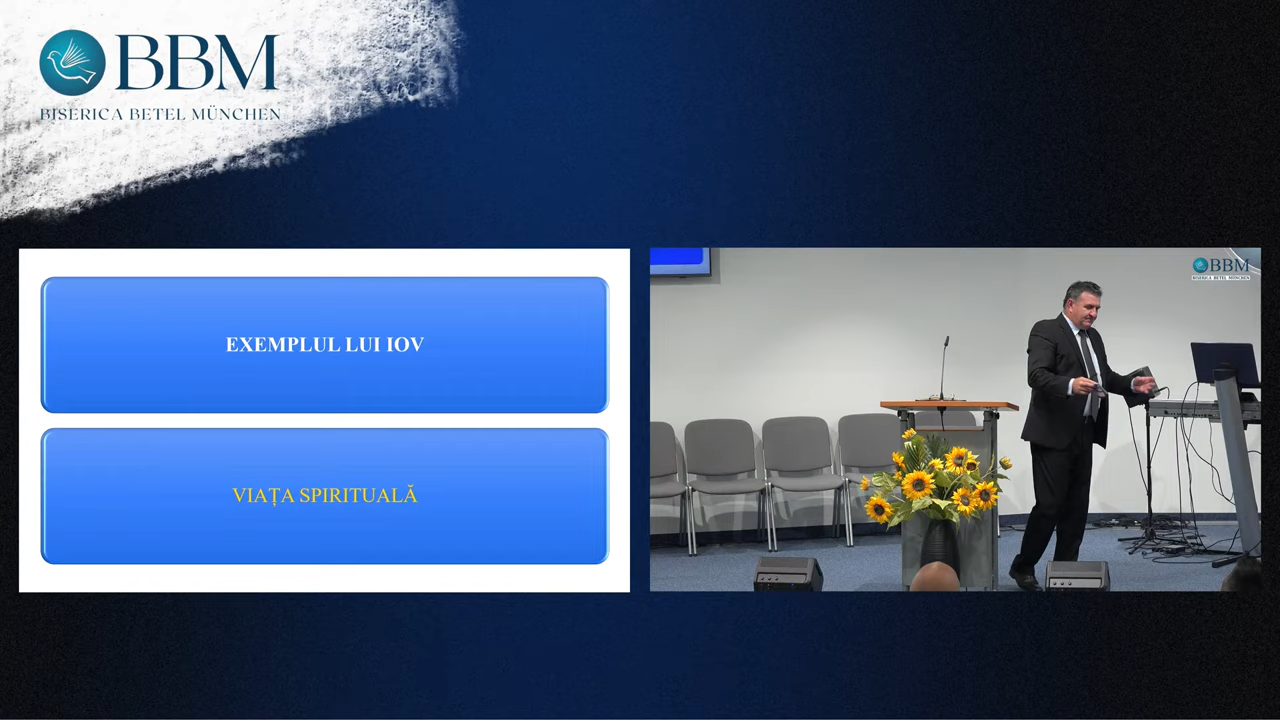 BBM
BISERICA BETEL MÜNCHEN
EXEMPLUL LUI IOV
VIAȚA SPIRITUALĂ
BBM
BISERICA BETEL MÜNCHEN